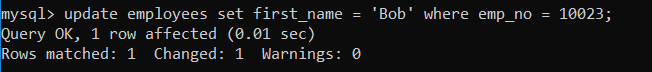 mysql> update employees set first_name = 'Bob' where emp_no = 10023;
Query OK, 1 row affected (0.01 sec)
Rows matched: 1  Changed: 1  Warnings: 0